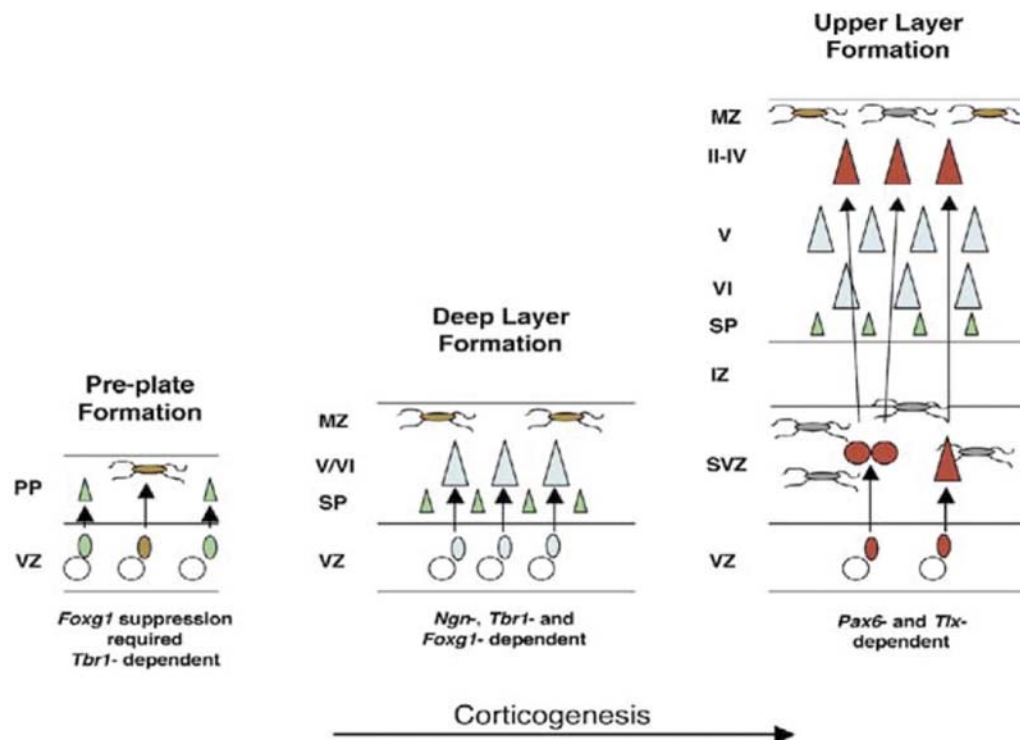 Pre-plate
Formation
PP
VZ
Foxg1 suppression
required
Tbr1- dependent
Deep Layer
Formation
MZ
V/VI
SP
VZ
Ngn-, Tbr1- and
Foxg1- dependent
Upper Layer
Formation
MZ
II-IV
V
VI
SP
IZ
SVZ
VZ
Pax6- and Tlx-
dependent
Corticogenesis